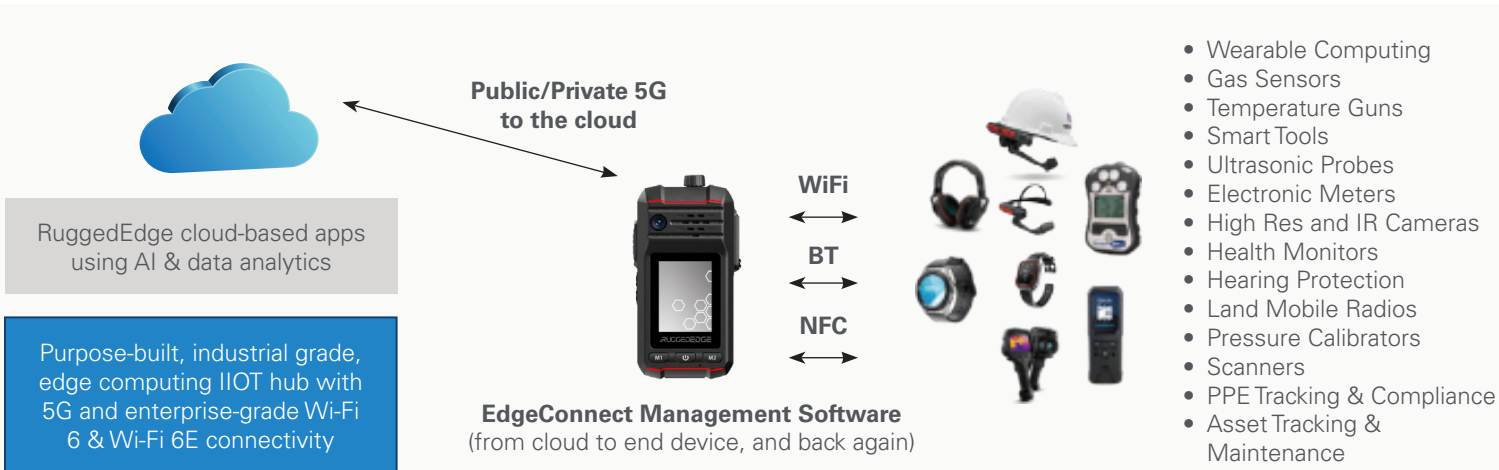 Public/Private 5G
to the cloud
RuggedEdge cloud-based apps
using AI & data analytics
Purpose-built, industrial grade,
edge computing IIOT hub with
5G and enterprise-grade Wi-Fi
6 & Wi-Fi 6E connectivity
RUGGEDEDGE
M1
M2
EdgeConnect Management Software
(from cloud to end device, and back again)
WiFi
BT
NFC
• Wearable Computing
• Gas Sensors
• Temperature Guns
• Smart Tools
• Ultrasonic Probes
• Electronic Meters
• High Res and IR Cameras
• Health Monitors
• Hearing Protection
• Land Mobile Radios
• Pressure Calibrators
• Scanners
• PPE Tracking & Compliance
• Asset Tracking &
Maintenance